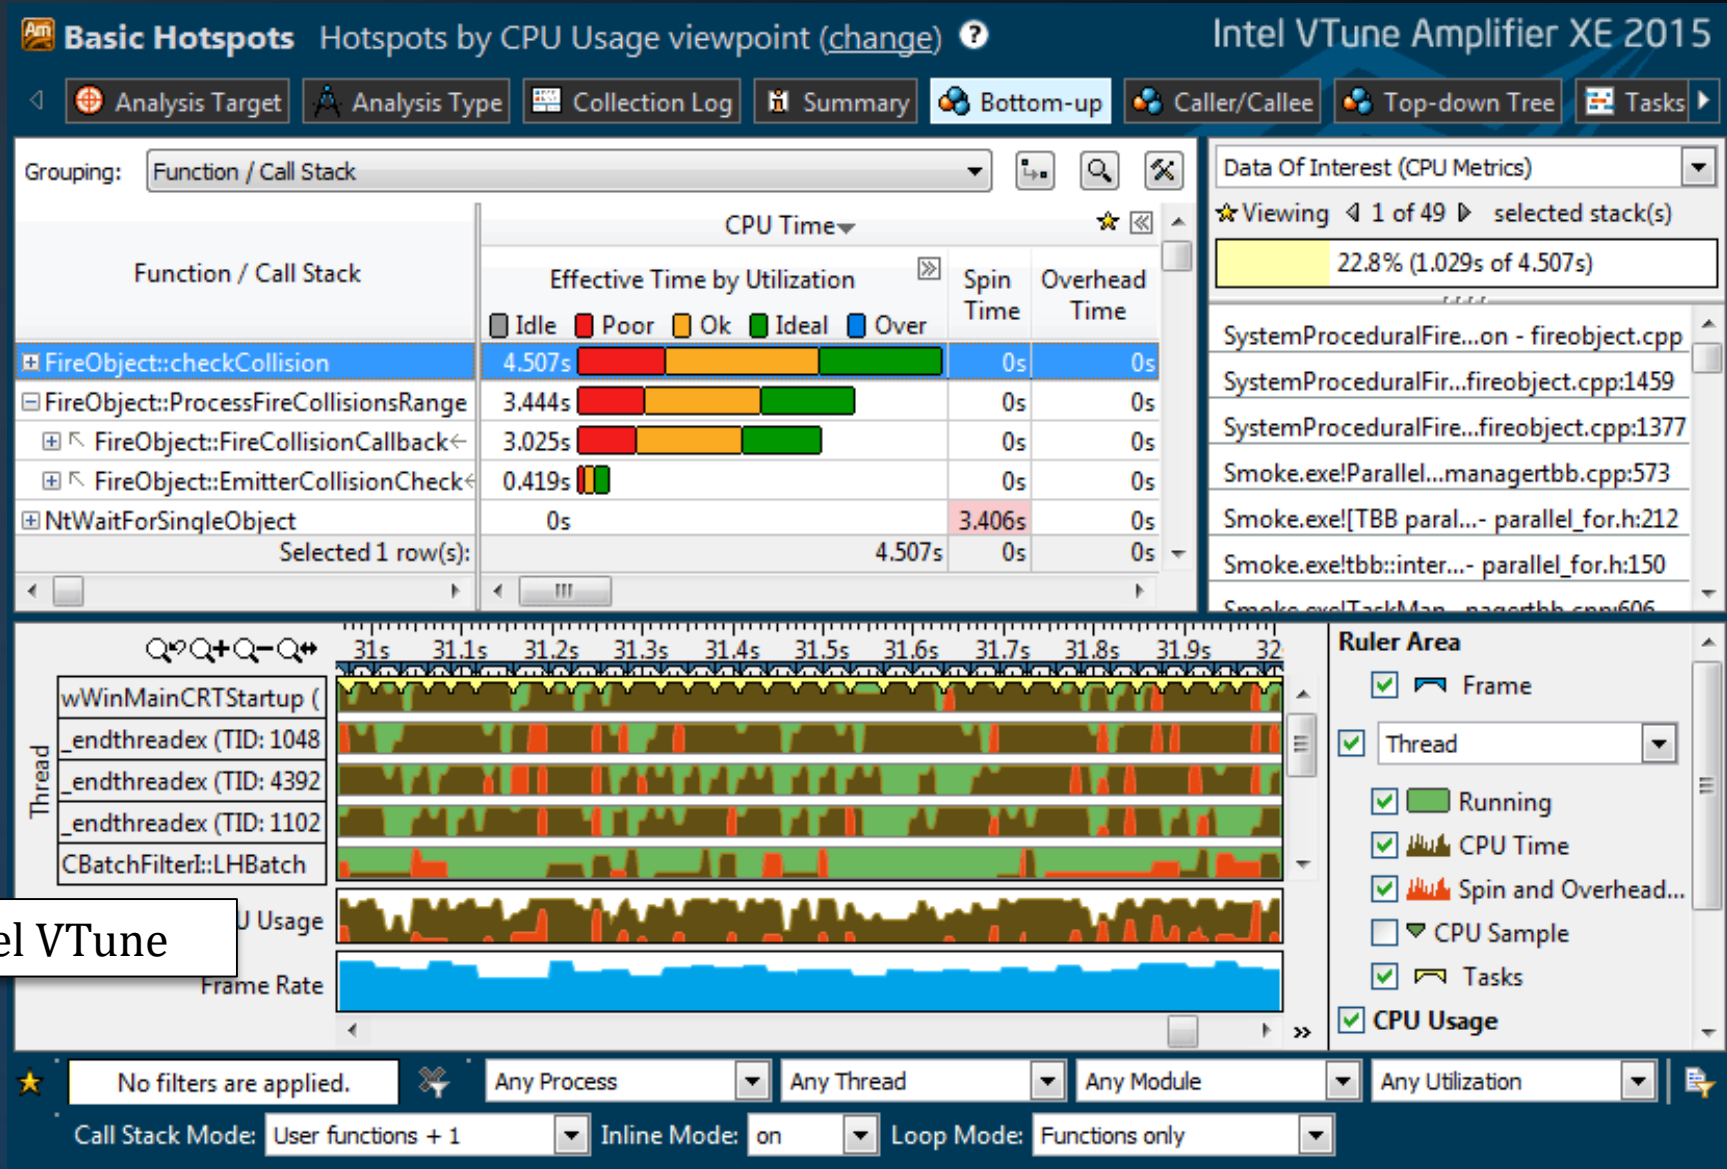 Basic Hotspots Hotspots by CPU Usage viewpoint (change) ?
Intel VTune Amplifier XE 2015
Analysis Target Analysis Type Collection Log Summary Bottom-up Caller/Callee Top-down Tree Tasks
Grouping: Function / Call Stack
Function / Call Stack
CPU Time
Effective Time by Utilization
Idle Poor Ok Ideal Over
Spin Time
Overhead Time
FireObject::checkCollision 4.507s 0s 0s
FireObject::ProcessFireCollisionsRange 3.444s 0s 0s
FireObject::FireCollisionCallback 3.025s 0s 0s
FireObject::EmitterCollisionCheck 0.419s 0s 0s
NtWaitForSingleObject 0s 3.406s 0s
Selected 1 row(s): 4.507s 0s 0s
Data Of Interest (CPU Metrics)
Viewing 1 of 49 selected stack(s)
22.8% (1.029s of 4.507s)
SystemProceduralFire...on - fireobject.cpp
SystemProceduralFir...fireobject.cpp:1459
SystemProceduralFire...fireobject.cpp:1377
Smoke.exe!Parallel...managertbb.cpp:573
Smoke.exe![TBB paral...- parallel_for.h:212
Smoke.exe!tbb::inter...- parallel_for.h:150
31s 31.1s 31.2s 31.3s 31.4s 31.5s 31.6s 31.7s 31.8s 31.9s 32
Thread
wWinMainCRTStartup (
_endthreadex (TID: 1048
_endthreadex (TID: 4392
_endthreadex (TID: 1102
CBatchFilterI::LHBatch
U Usage
el VTune
Frame Rate
Ruler Area
Frame
Thread
Running
CPU Time
Spin and Overhead...
CPU Sample
Tasks
CPU Usage
No filters are applied. Any Process Any Thread Any Module Any Utilization
Call Stack Mode: User functions + 1 Inline Mode: on Loop Mode: Functions only